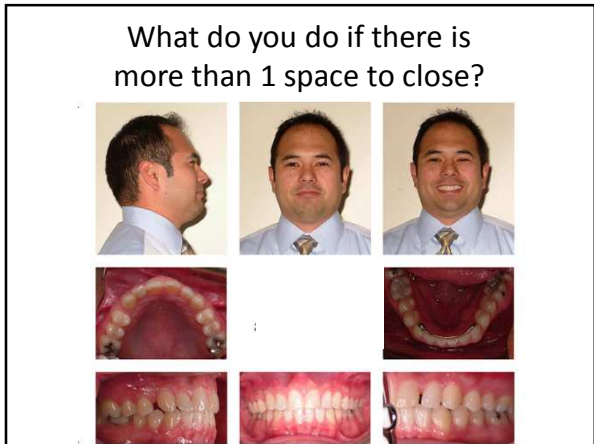 What do you do if there is
more than 1 space to close?